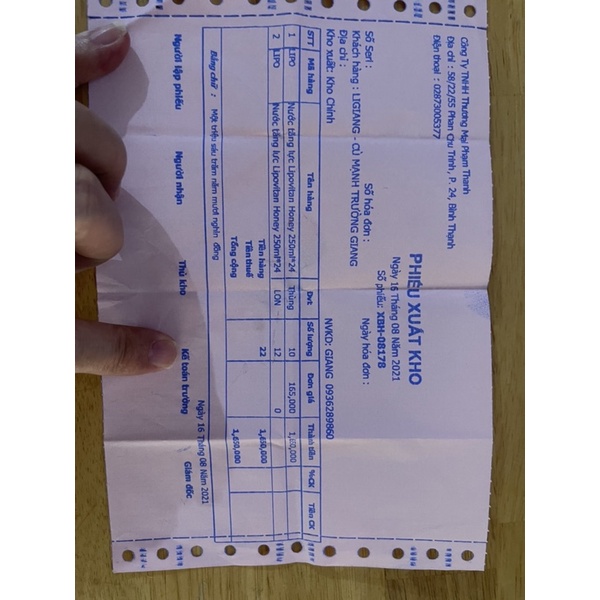 Công Ty TNHH Thương Mại Phạm Thanh
Địa chỉ : 58/22/55 Phan Chu Trinh, P. 24, Bình Thạnh
Điện thoại : 02873005377
PHIẾU XUẤT KHO
Ngày 16 Tháng 08 Năm 2021
Số phiếu: XBH-08178
Số Seri : Số hóa đơn : Ngày hóa đơn :
Khách hàng : LIGIANG - CỦ MẠNH TRƯỜNG GIANG
Địa chỉ :
Kho xuất: Kho Chính NVKD: GIANG 0936289860
STT Mã hàng Tên hàng Đvt Số lượng Đơn giá Thành tiền %CK Tiền CK
1 LIPO Nước tăng lực Lipovitan Honey 250ml*24 Thùng 10 165,000 1,650,000
2 LIPO Nước tăng lực Lipovitan Honey 250ml*24 LON 12 0
Tiền hàng 22 1,650,000
Tiền thuế
Tổng cộng 1,650,000
Bằng chữ : Một triệu sáu trăm năm mươi nghìn đồng
Ngày 16 Tháng 08 Năm 2021
Người lập phiếu Người nhận Thủ kho Kế toán trưởng Giám đốc